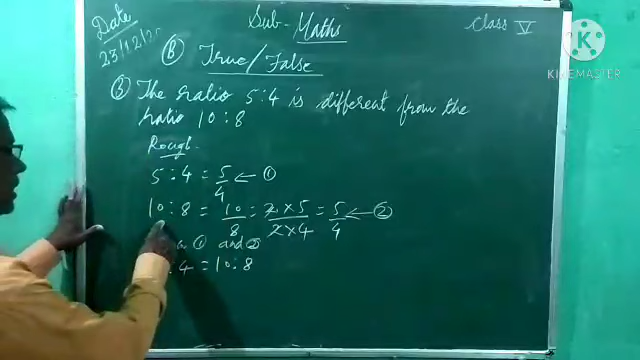 Date
23/12/20
Sub- Maths
Class V
K
KINEMASTER
B True/False
③ The ratio 5:4 is different from the
ratio 10:8
Rough-
5:4 = 5/4 ← ①
10:8 = 10/8 = 2×5/2×4 = 5/4 ← ②
① and ②
4 = 10:8